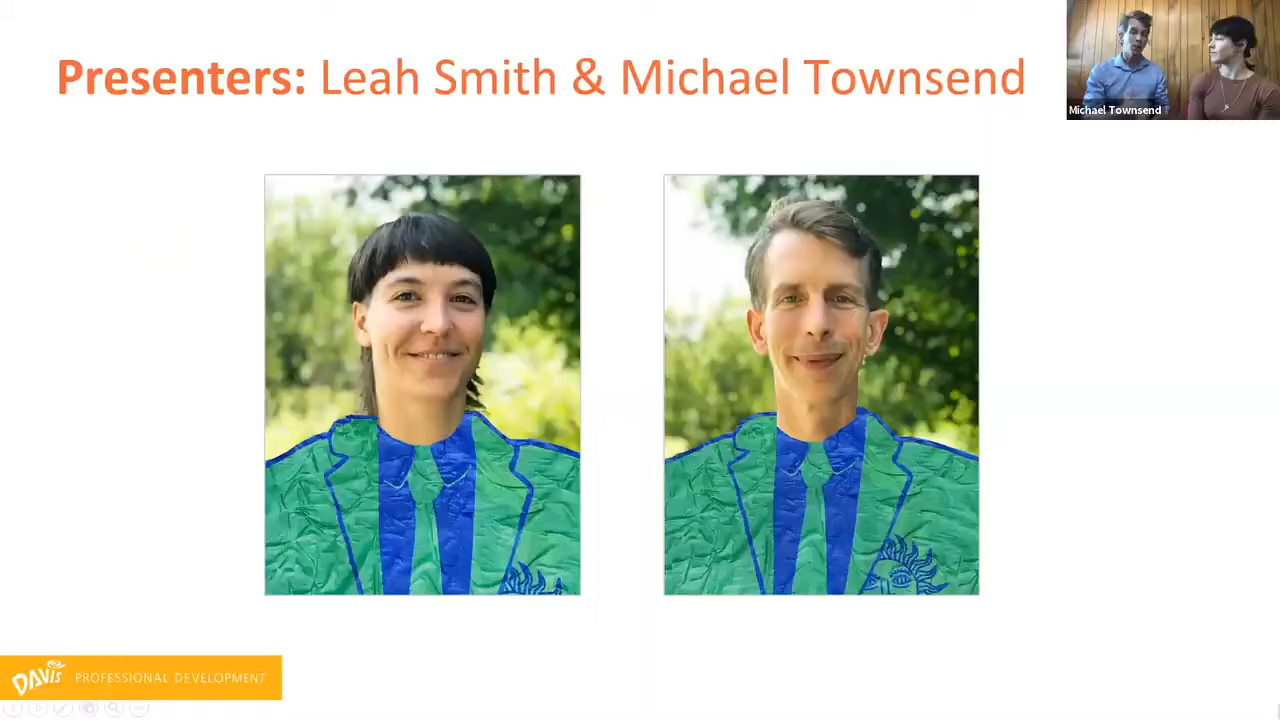 Presenters: Leah Smith & Michael Townsend
Michael Townsend
DAVIS PROFESSIONAL DEVELOPMENT